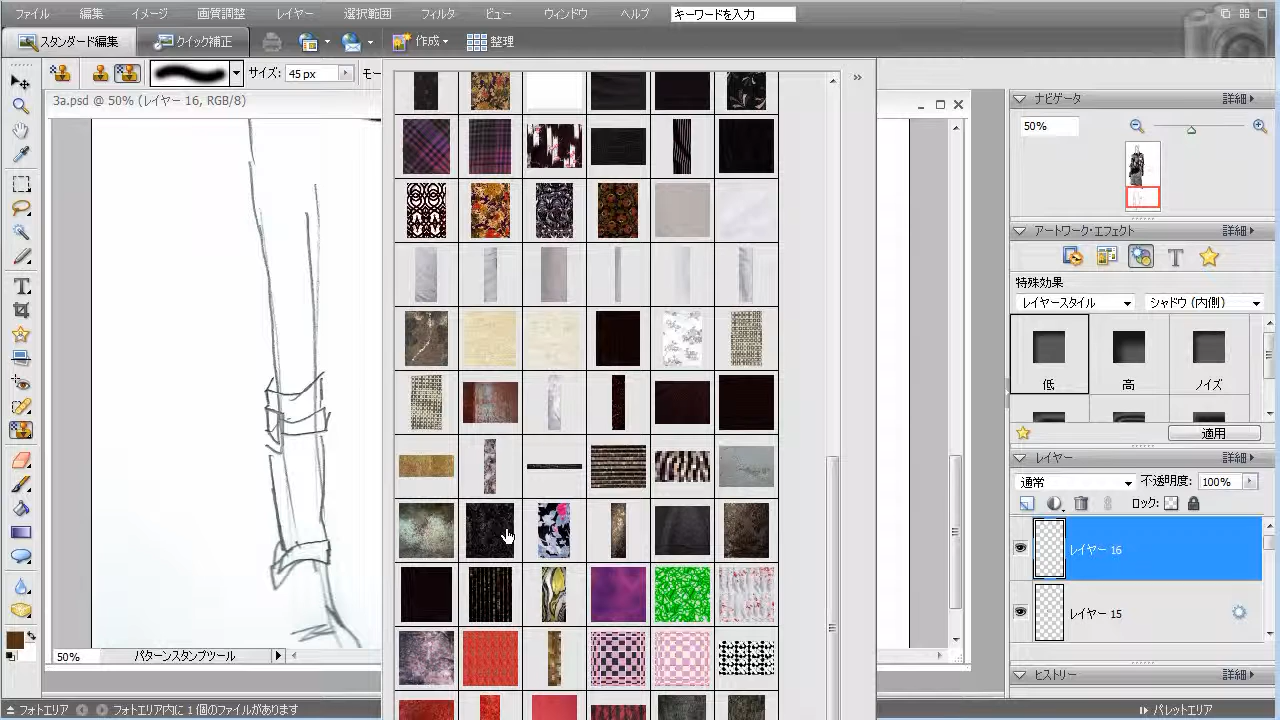 ファイル 編集 イメージ 画質調整 レイヤー 選択範囲 フィルタ ビュー ウィンドウ ヘルプ キーワードを入力
スタンダード編集 クイック補正 作成 整理
サイズ: 45 px モー
3a.psd @ 50% (レイヤー 16, RGB/8)
ナビゲータ 詳細
50%
アートワーク・エフェクト 詳細
特殊効果
レイヤースタイル シャドウ (内側)
低 高 ノイズ
適用
レイヤー 詳細
通常 不透明度: 100%
ロック:
レイヤー 16
レイヤー 15
50% パターンスタンプツール
ヒストリー 詳細
フォトエリア フォトエリア内に 1 個のファイルがあります パレットエリア